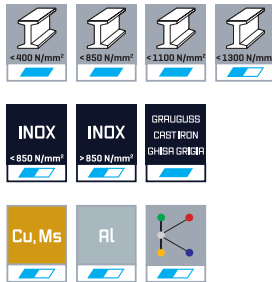 <400 N/mm²
<850 N/mm²
<1100 N/mm²
<1300 N/mm²
INOX
<850 N/mm²
INOX
>850 N/mm²
GRAUGUSS
CAST IRON
GHISA GRIGIA
Cu, Ms
Al